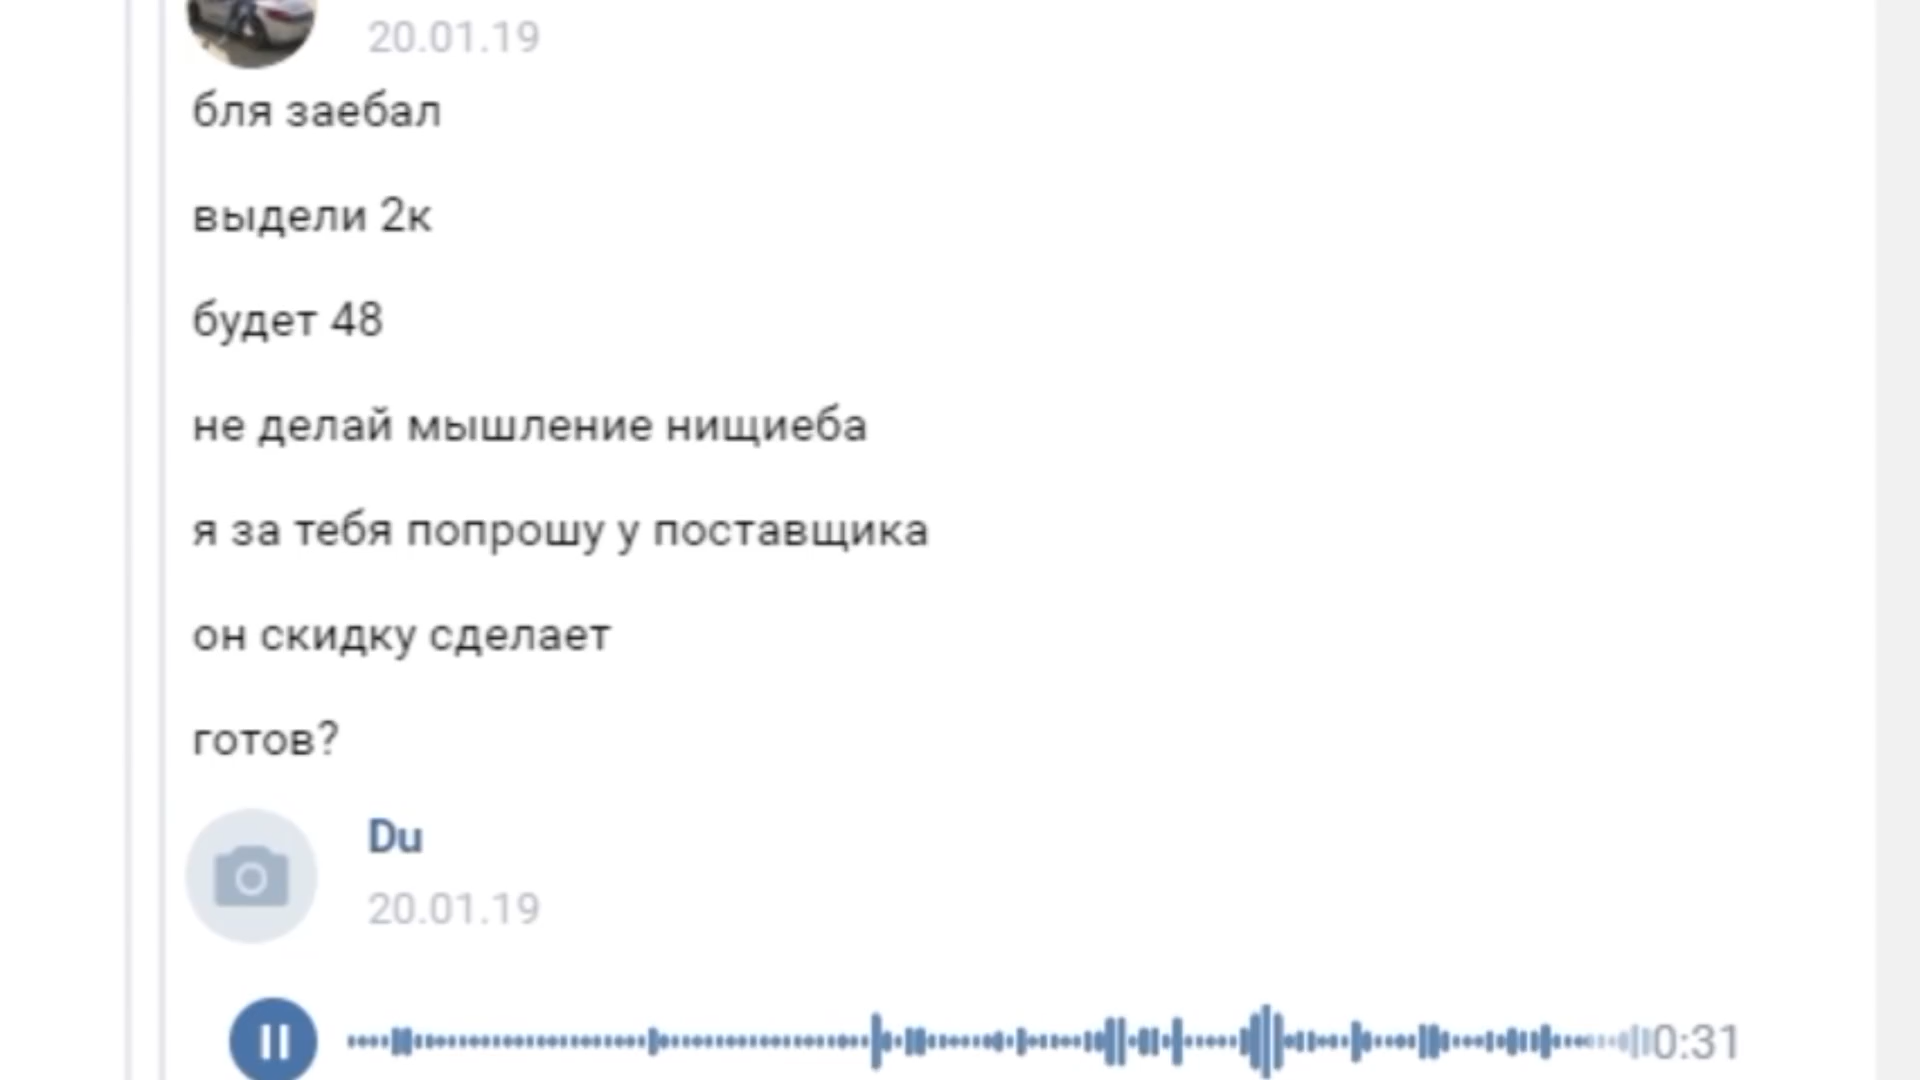 20.01.19
бля заебал
выдели 2к
будет 48
не делай мышление нищиеба
я за тебя попрошу у поставщика
он скидку сделает
готов?
Du
20.01.19
0:31